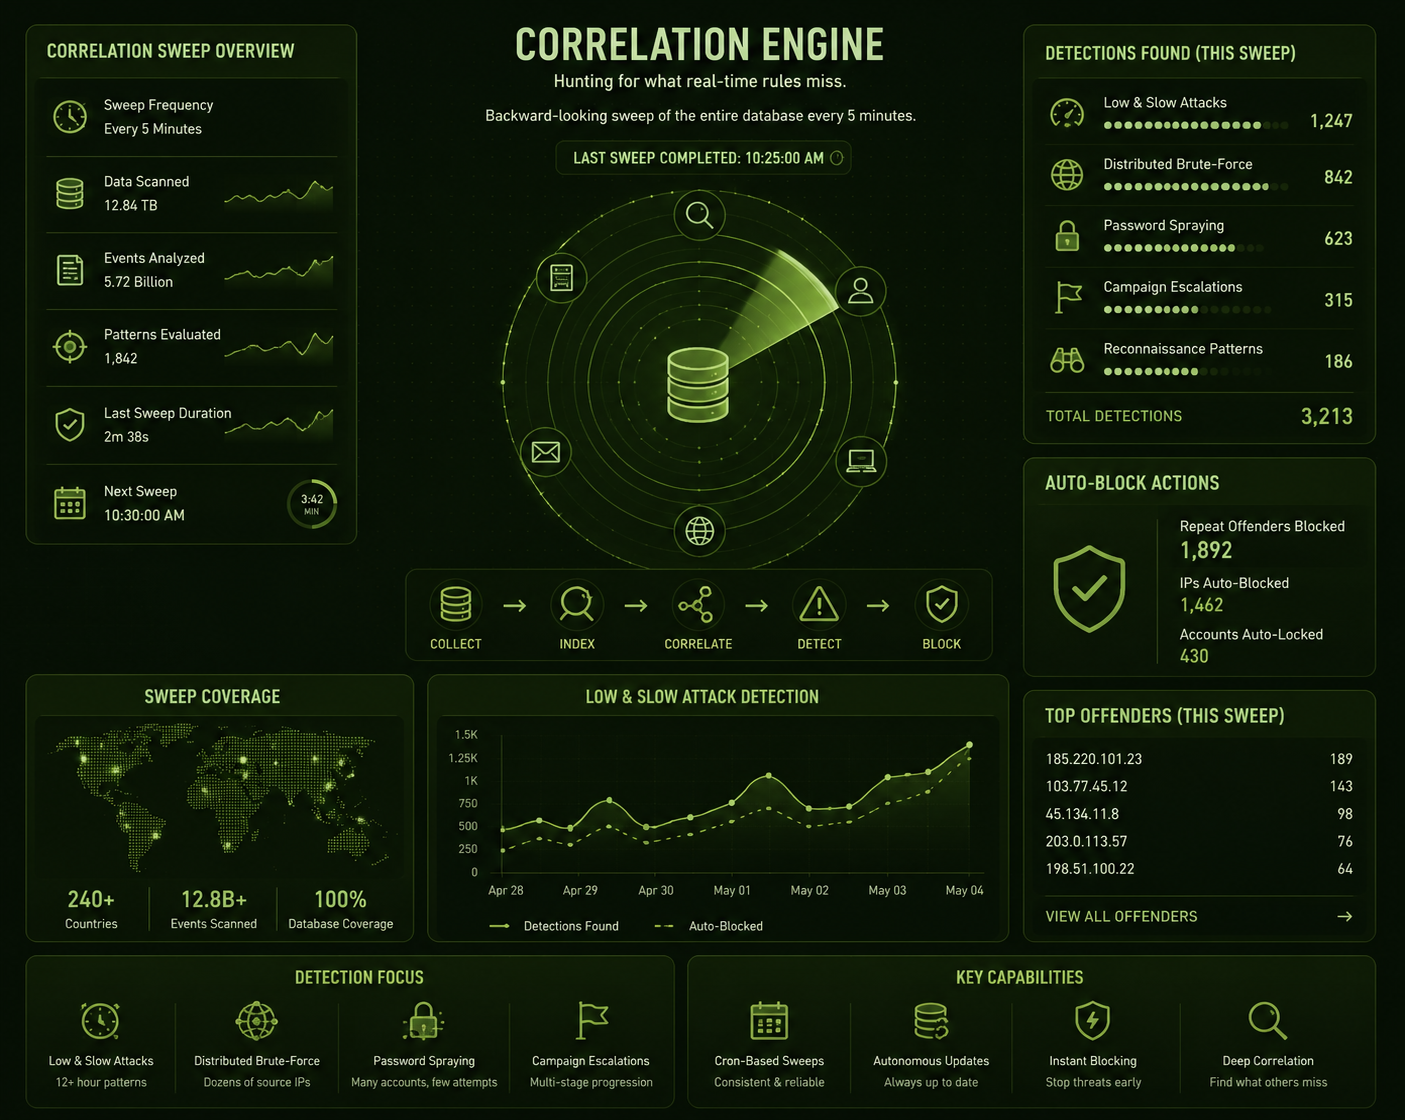 CORRELATION SWEEP OVERVIEW
Sweep Frequency
Every 5 Minutes
Data Scanned
12.84 TB
Events Analyzed
5.72 Billion
Patterns Evaluated
1,842
Last Sweep Duration
2m 38s
Next Sweep
10:30:00 AM
3:42
MIN
CORRELATION ENGINE
Hunting for what real-time rules miss.
Backward-looking sweep of the entire database every 5 minutes.
LAST SWEEP COMPLETED: 10:25:00 AM
COLLECT
INDEX
CORRELATE
DETECT
BLOCK
DETECTIONS FOUND (THIS SWEEP)
Low & Slow Attacks
1,247
Distributed Brute-Force
842
Password Spraying
623
Campaign Escalations
315
Reconnaissance Patterns
186
TOTAL DETECTIONS
3,213
AUTO-BLOCK ACTIONS
Repeat Offenders Blocked
1,892
IPs Auto-Blocked
1,462
Accounts Auto-Locked
430
SWEEP COVERAGE
240+
Countries
12.8B+
Events Scanned
100%
Database Coverage
LOW & SLOW ATTACK DETECTION
1.5K
1.25K
1K
750
500
250
0
Apr 28
Apr 29
Apr 30
May 01
May 02
May 03
May 04
Detections Found
Auto-Blocked
TOP OFFENDERS (THIS SWEEP)
185.220.101.23 189
103.77.45.12 143
45.134.11.8 98
203.0.113.57 76
198.51.100.22 64
VIEW ALL OFFENDERS →
DETECTION FOCUS
Low & Slow Attacks
12+ hour patterns
Distributed Brute-Force
Dozens of source IPs
Password Spraying
Many accounts, few attempts
Campaign Escalations
Multi-stage progression
KEY CAPABILITIES
Cron-Based Sweeps
Consistent & reliable
Autonomous Updates
Always up to date
Instant Blocking
Stop threats early
Deep Correlation
Find what others miss